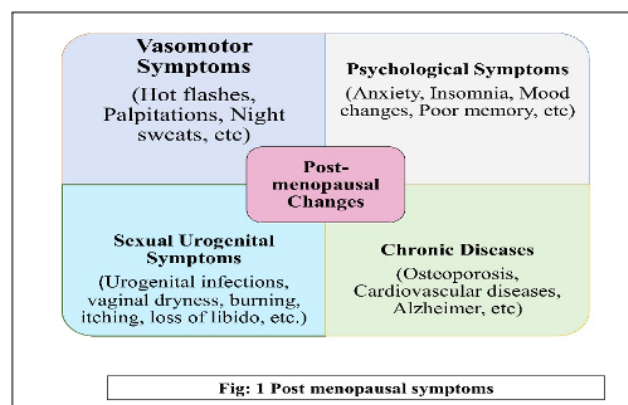 Vasomotor
Symptoms
(Hot flashes,
Palpitations, Night
sweats, etc)
Psychological Symptoms
(Anxiety, Insomnia, Mood
changes, Poor memory, etc)
Post-
menopausal
Changes
Sexual Urogenital
Symptoms
(Urogenital infections,
vaginal dryness, burning,
itching, loss of libido, etc.)
Chronic Diseases
(Osteoporosis,
Cardiovascular diseases,
Alzheimer, etc)
Fig: 1 Post menopausal symptoms